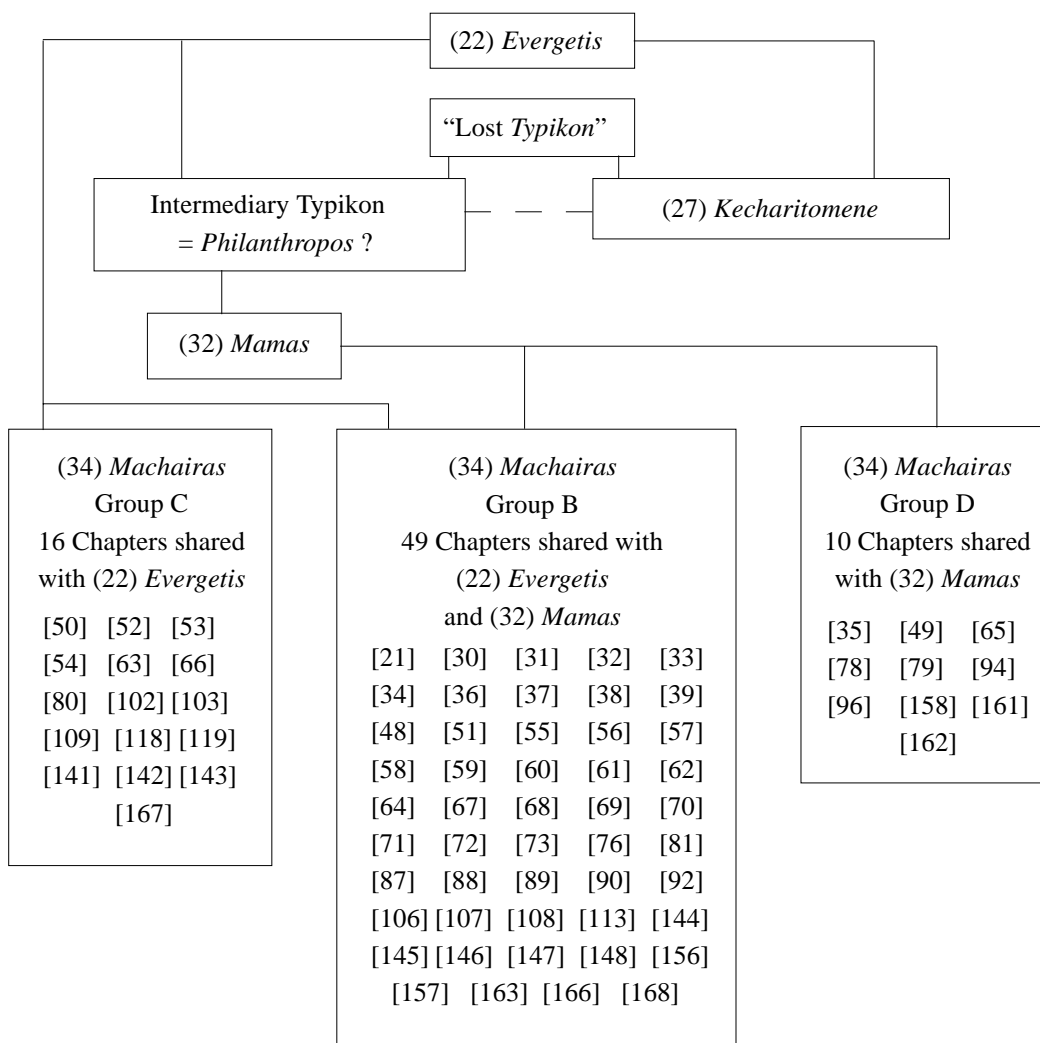 (22) Evergetis
“Lost Typikon”
Intermediary Typikon
= Philanthropos ?
(27) Kecharitomene
(32) Mamas
(34) Machairas
Group C
16 Chapters shared
with (22) Evergetis
[50] [52] [53]
[54] [63] [66]
[80] [102] [103]
[109] [118] [119]
[141] [142] [143]
[167]
(34) Machairas
Group B
49 Chapters shared with
(22) Evergetis
and (32) Mamas
[21] [30] [31] [32] [33]
[34] [36] [37] [38] [39]
[48] [51] [55] [56] [57]
[58] [59] [60] [61] [62]
[64] [67] [68] [69] [70]
[71] [72] [73] [76] [81]
[87] [88] [89] [90] [92]
[106] [107] [108] [113] [144]
[145] [146] [147] [148] [156]
[157] [163] [166] [168]
(34) Machairas
Group D
10 Chapters shared
with (32) Mamas
[35] [49] [65]
[78] [79] [94]
[96] [158] [161]
[162]